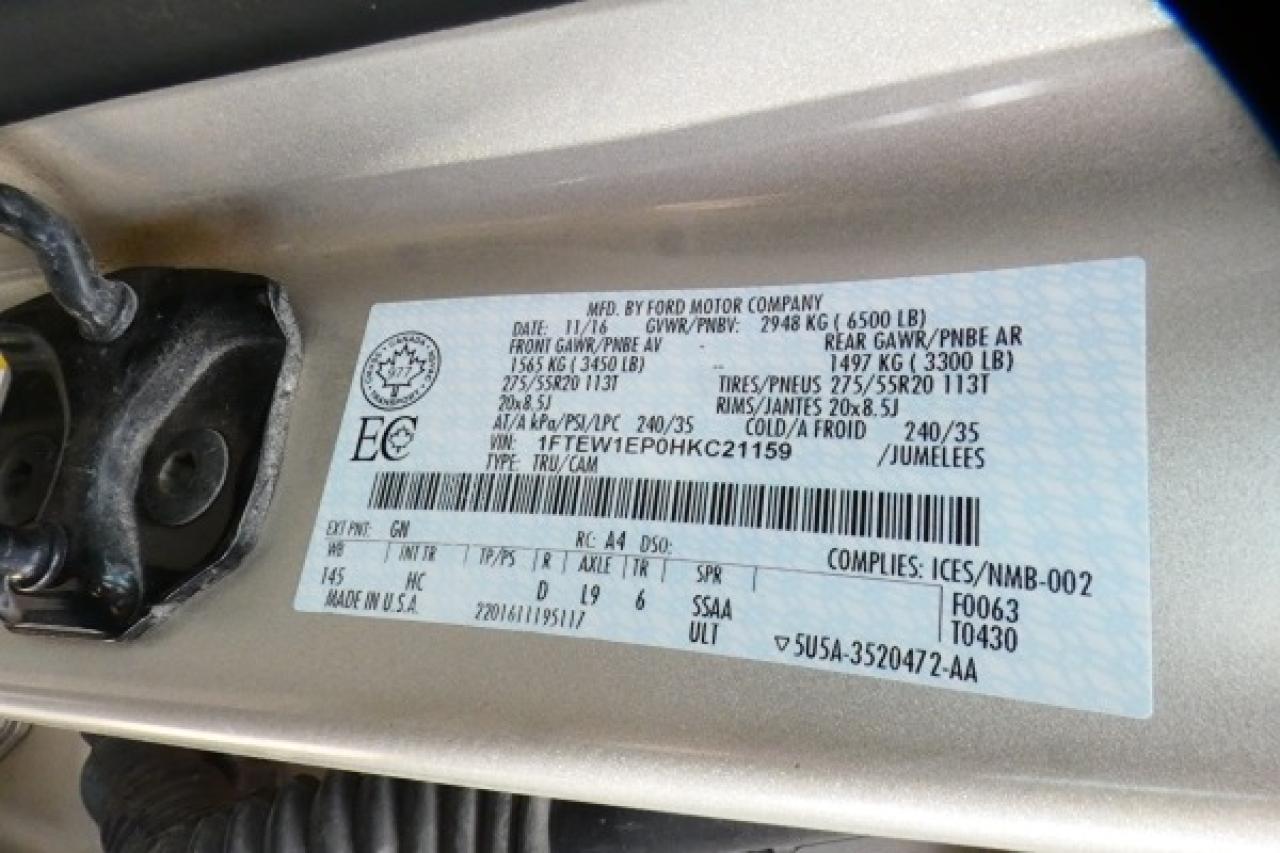 MFD. BY FORD MOTOR COMPANY
DATE: 11/16 GVWR/PNBV: 2948 KG ( 6500 LB)
FRONT GAWR/PNBE AV - REAR GAWR/PNBE AR
1565 KG ( 3450 LB) -- 1497 KG ( 3300 LB)
275/55R20 113T TIRES/PNEUS 275/55R20 113T
20x8.5J RIMS/JANTES 20x8.5J
AT/A kPa/PSI/LPC 240/35 COLD/A FROID 240/35
VIN: 1FTEW1EP0HKC21159 /JUMELEES
TYPE: TRU/CAM
CANADA
TRANSPORT
177
EC
EXT PNT: GN RC: A4 DSO:
WB | INT TR | TP/PS | R | AXLE | TR | SPR | COMPLIES: ICES/NMB-002
145 HC D L9 6 SSAA F0063
MADE IN U.S.A. 2201611195117 ULT T0430
▽5U5A-3520472-AA